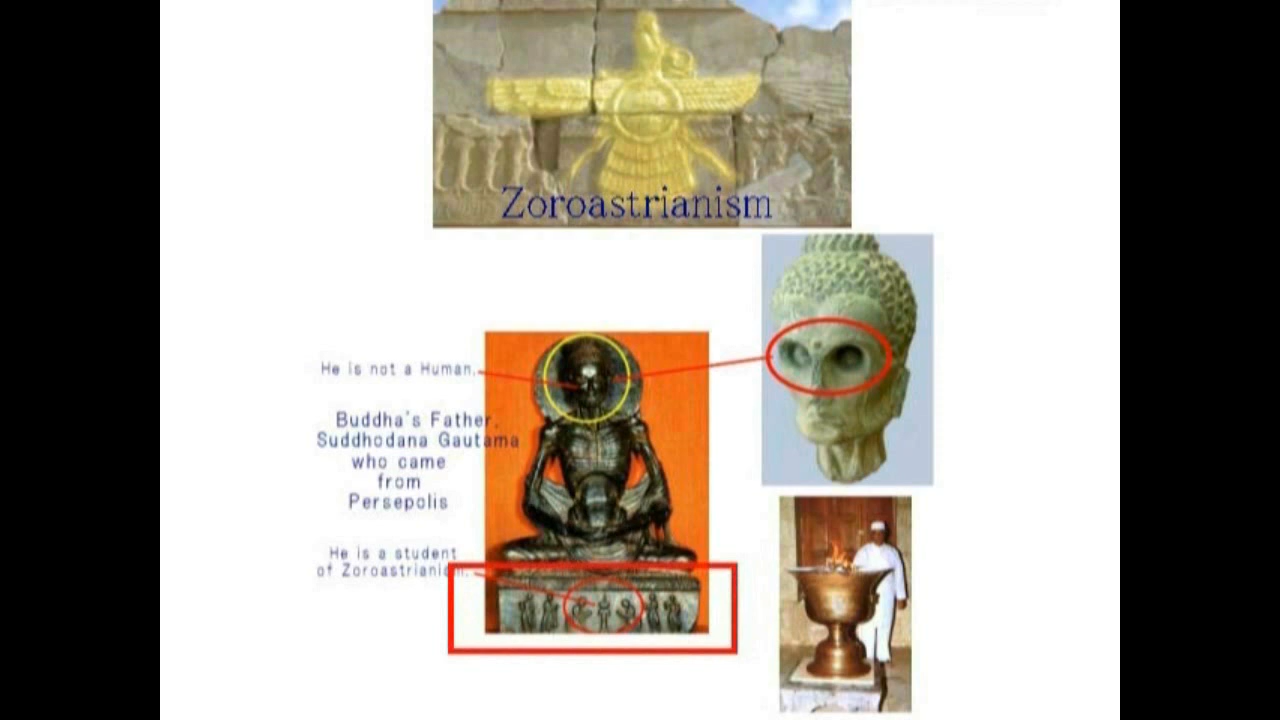 Zoroastrianism
He is not a Human.
Buddha's Father.
Suddhodana Gautama
who came
from
Persepolis
He is a student
of Zoroastrianism.